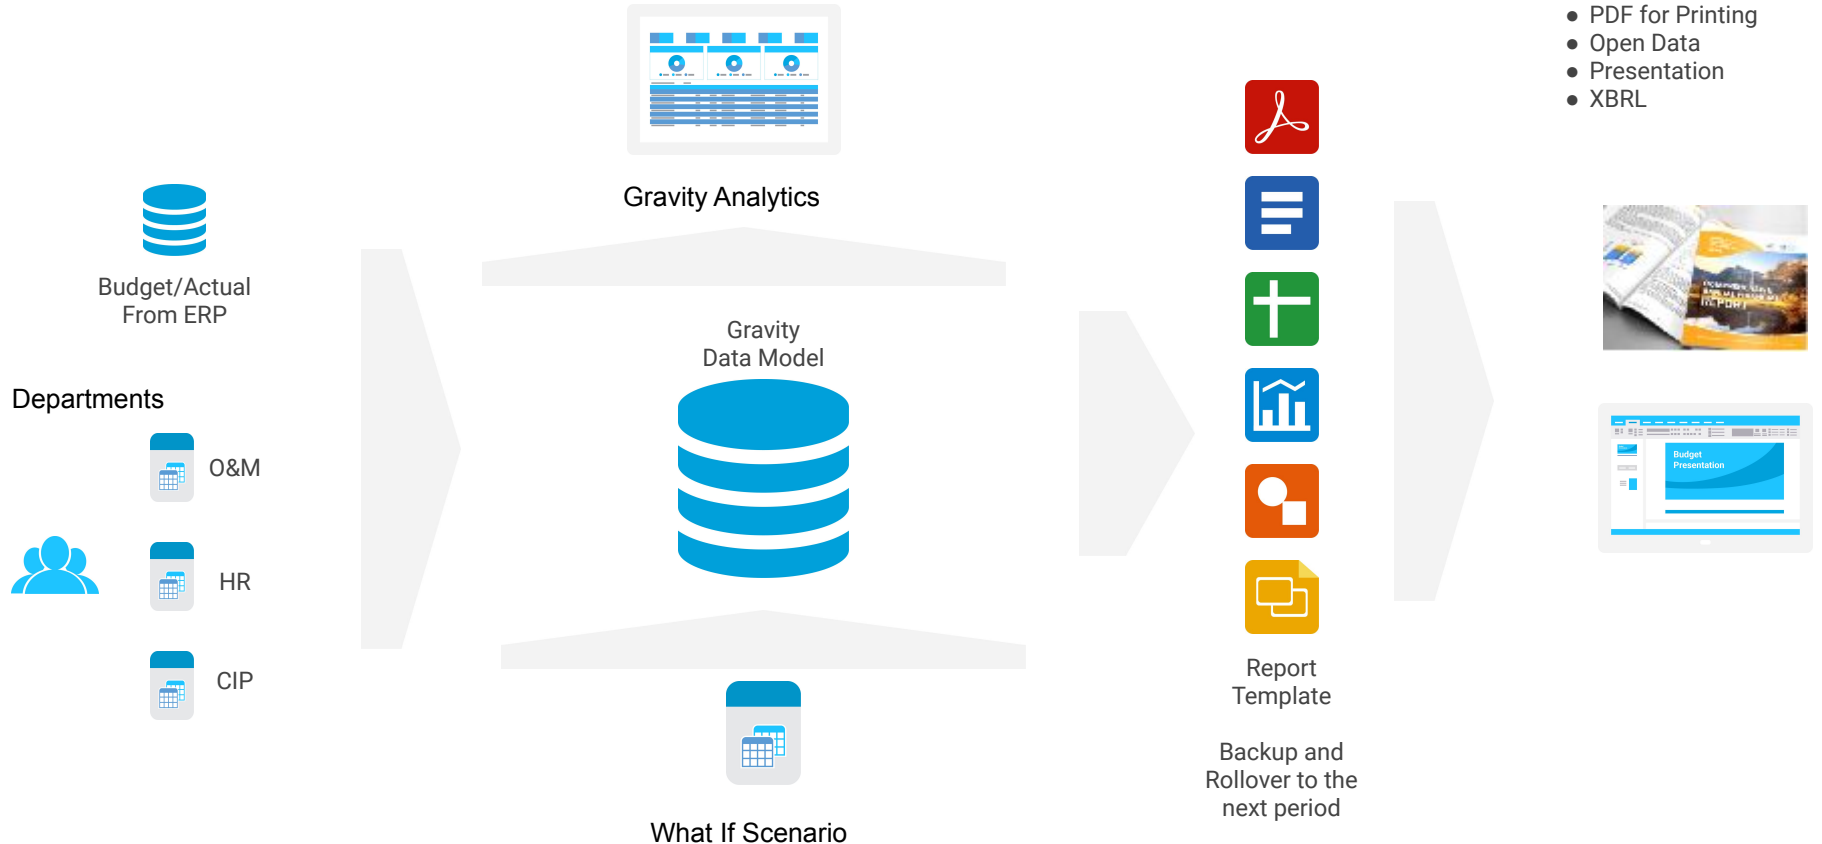 PDF for Printing
Open Data
Presentation
XBRL
Gravity Analytics
Budget/Actual
From ERP
Gravity
Data Model
Departments
O&M
HR
CIP
What If Scenario
Report
Template
Backup and
Rollover to the
next period
REPORT
Budget
Presentation